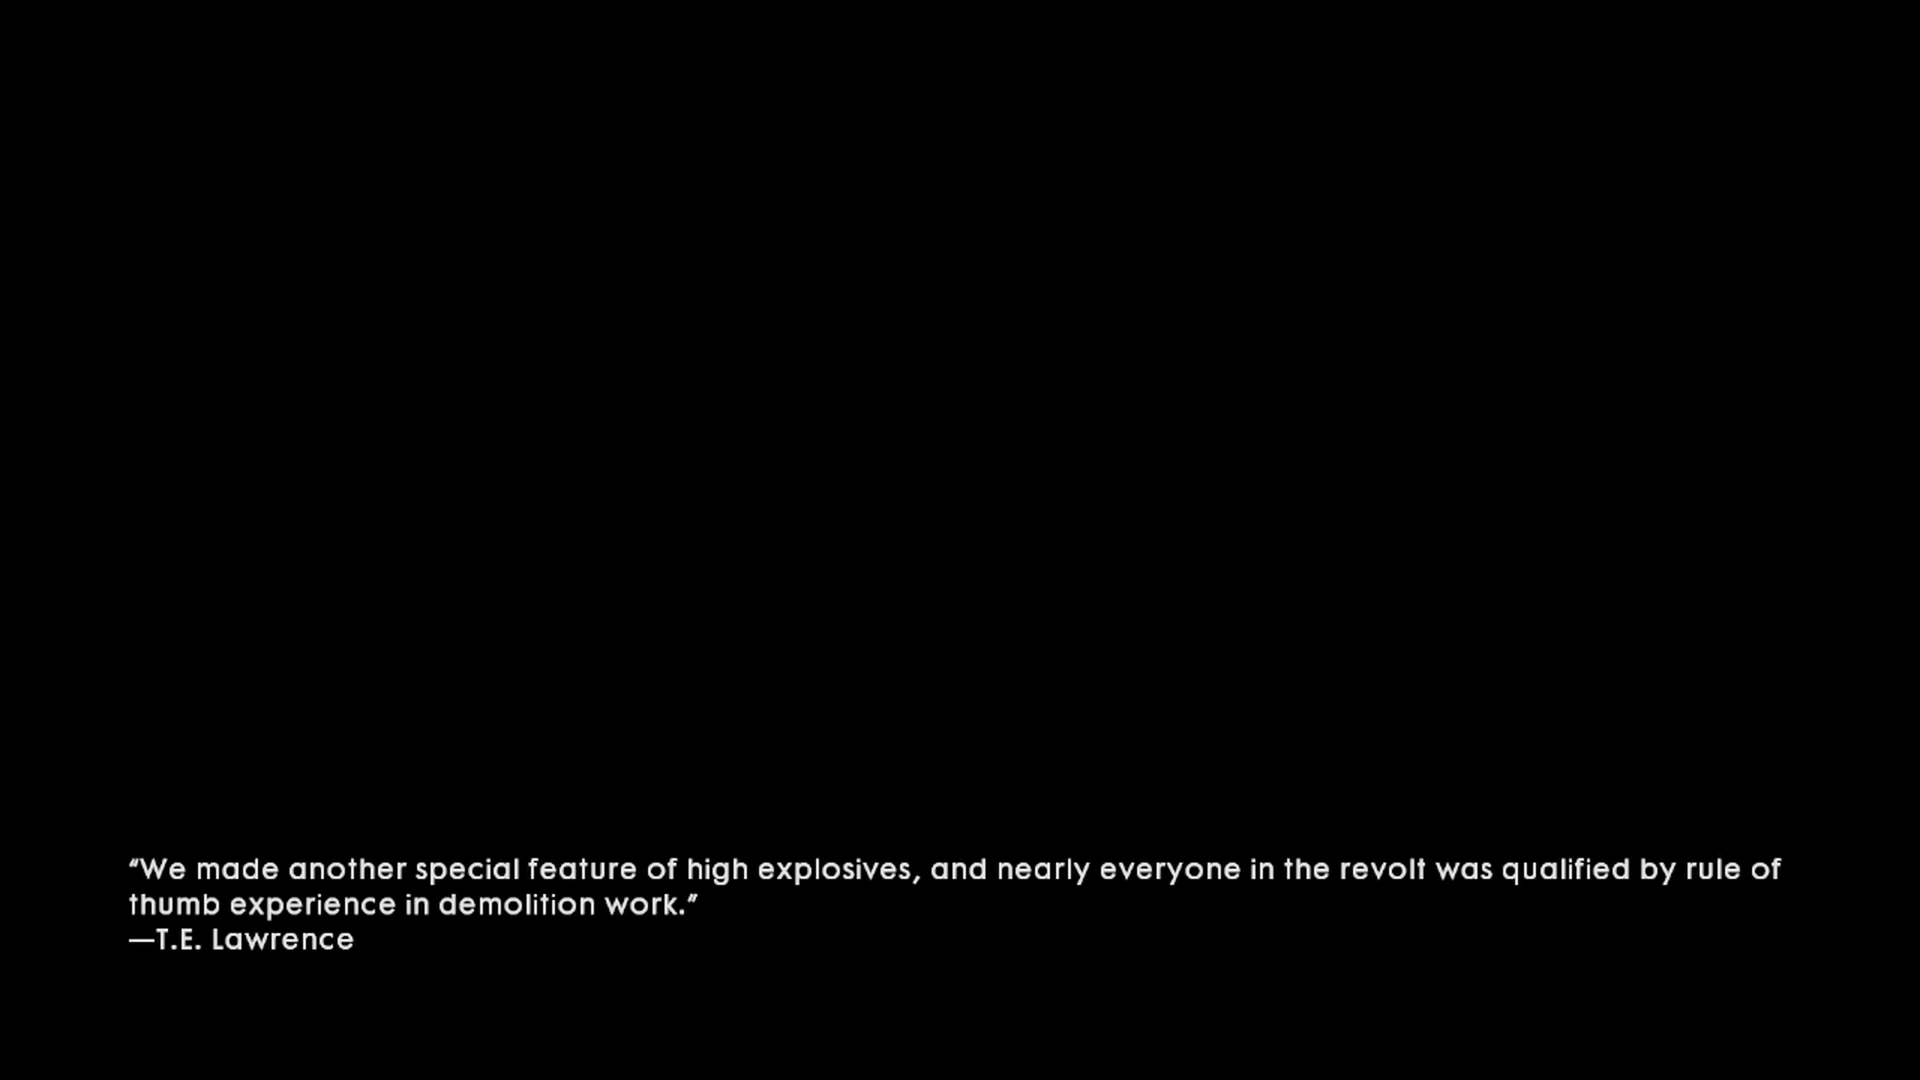 “We made another special feature of high explosives, and nearly everyone in the revolt was qualified by rule of
thumb experience in demolition work.”
—T.E. Lawrence